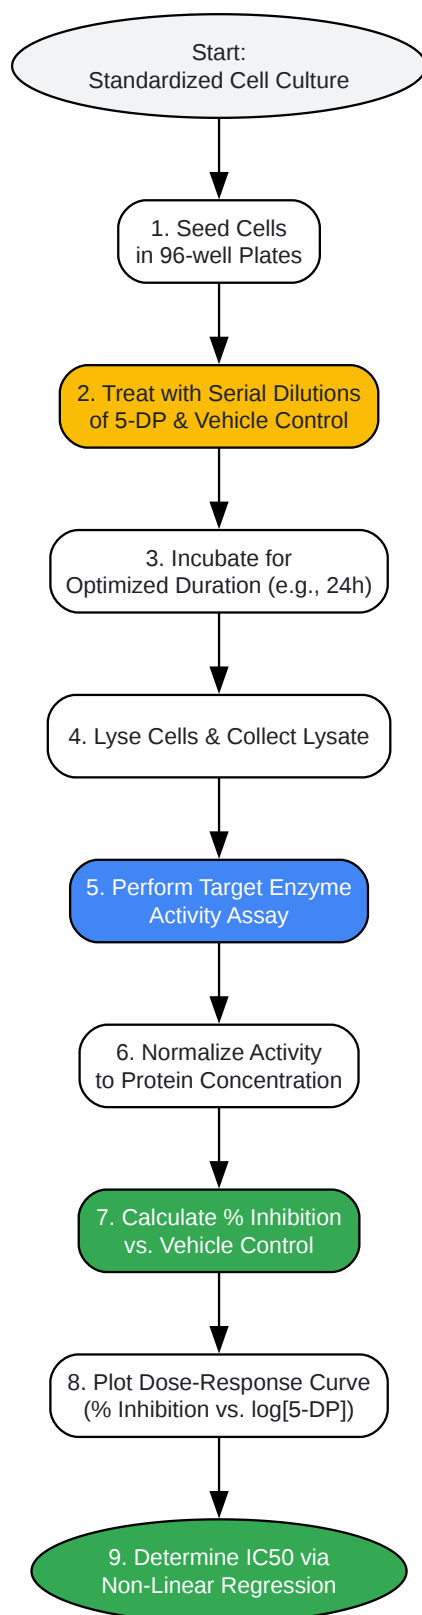 Start:
Standardized Cell Culture
1. Seed Cells
in 96-well Plates
2. Treat with Serial Dilutions
of 5-DP & Vehicle Control
3. Incubate for
Optimized Duration (e.g., 24h)
4. Lyse Cells & Collect Lysate
5. Perform Target Enzyme
Activity Assay
6. Normalize Activity
to Protein Concentration
7. Calculate % Inhibition
vs. Vehicle Control
8. Plot Dose-Response Curve
(% Inhibition vs. log[5-DP])
9. Determine IC50 via
Non-Linear Regression